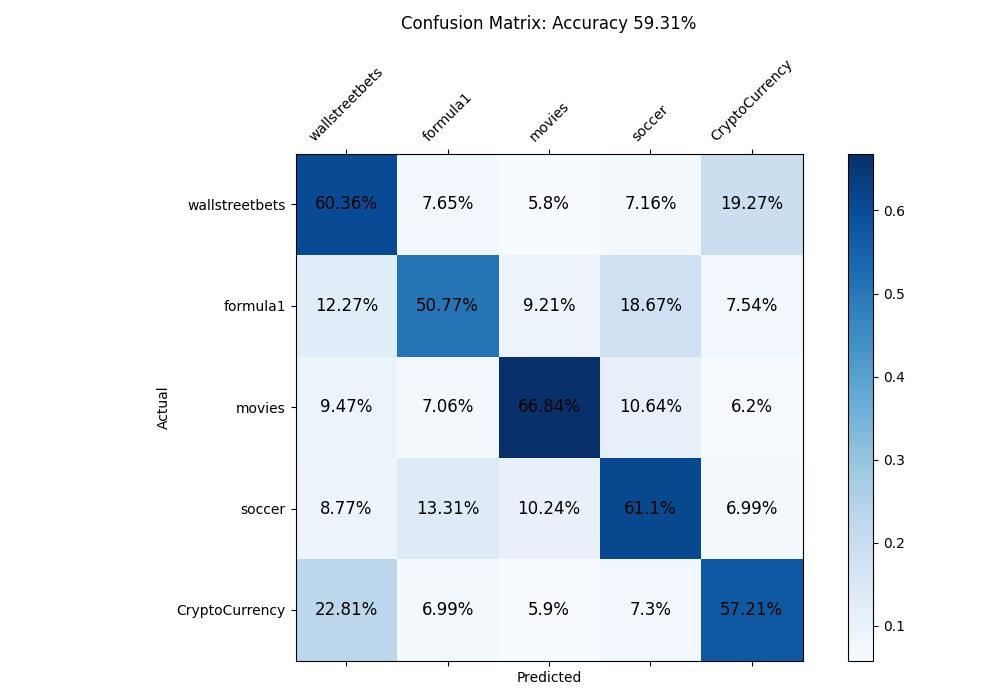 Confusion Matrix: Accuracy 59.31%
wallstreetbets
formula1
movies
soccer
CryptoCurrency
wallstreetbets 60.36% 7.65% 5.8% 7.16% 19.27%
formula1 12.27% 50.77% 9.21% 18.67% 7.54%
movies 9.47% 7.06% 66.84% 10.64% 6.2%
soccer 8.77% 13.31% 10.24% 61.1% 6.99%
CryptoCurrency 22.81% 6.99% 5.9% 7.3% 57.21%
Actual
Predicted
0.6
0.5
0.4
0.3
0.2
0.1